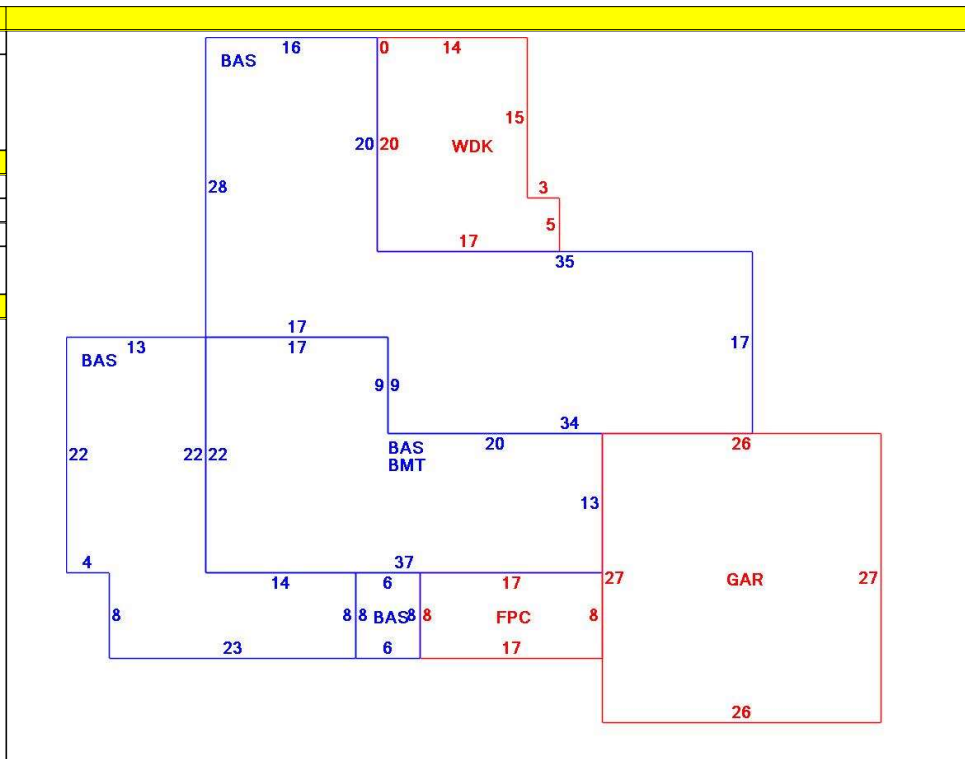 16 0 14
BAS
15
20 20 WDK
28 3
5
17
35
17
13 17 17
BAS
9 9
34
20 26
22 22 22 BAS
BMT
13
4 37
14 6 17 27 GAR 27
8 8 8 BAS 8 8 FPC 8
23 6 17
26